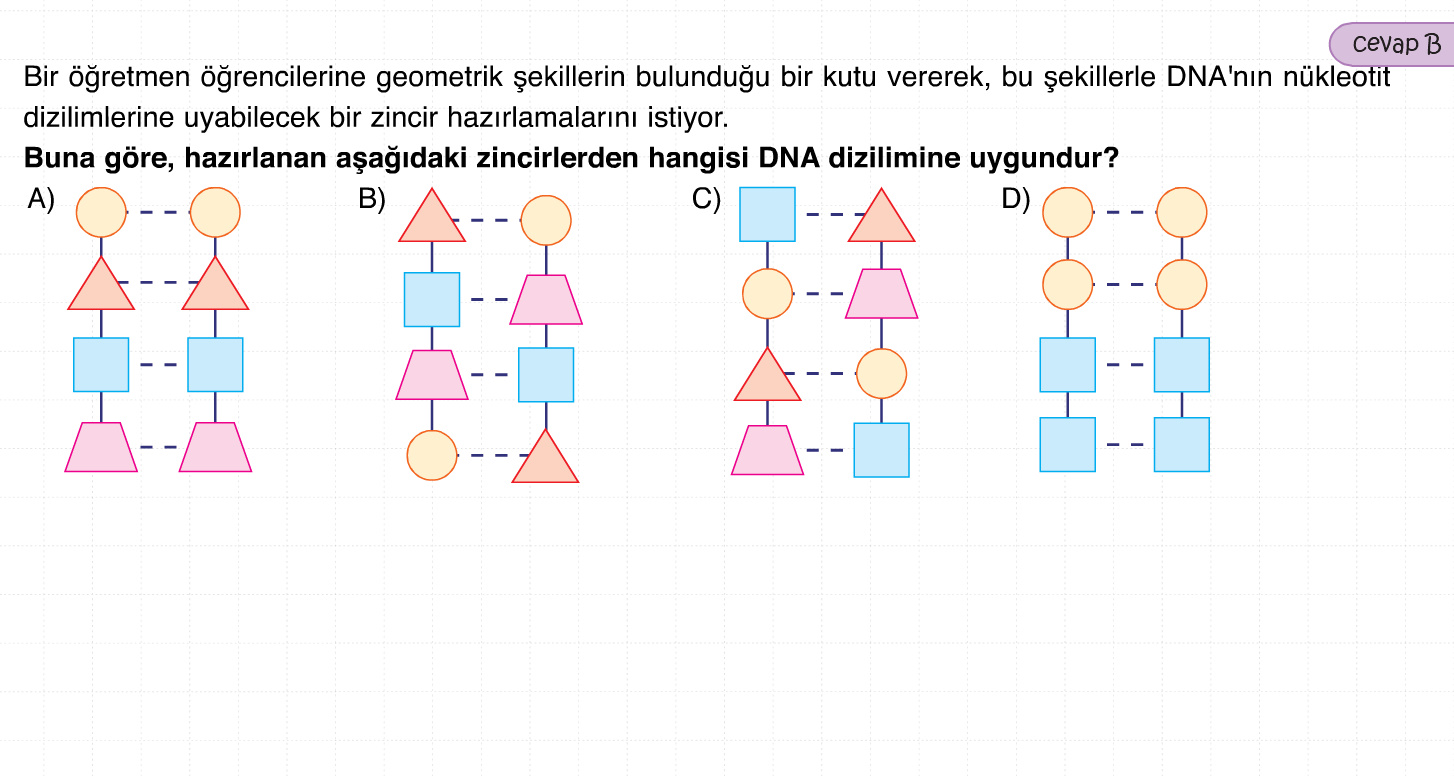 Cevap B
Bir öğretmen öğrencilerine geometrik şekillerin bulunduğu bir kutu vererek, bu şekillerle DNA'nın nükleotit
dizilimlerine uyabilecek bir zincir hazırlamalarını istiyor.
Buna göre, hazırlanan aşağıdaki zincirlerden hangisi DNA dizilimine uygundur?
A) B) C) D)